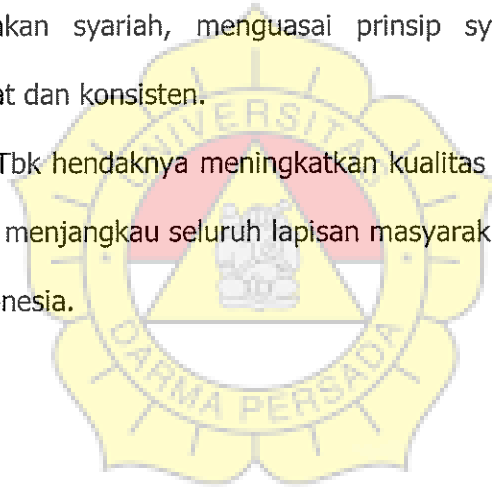 akan syariah, menguasai prinsip sy
at dan konsisten.
UNIVERSITAS
Tbk hendaknya meningkatkan kualitas
menjangkau seluruh lapisan masyarak
nesia.
DARMA PERSADA